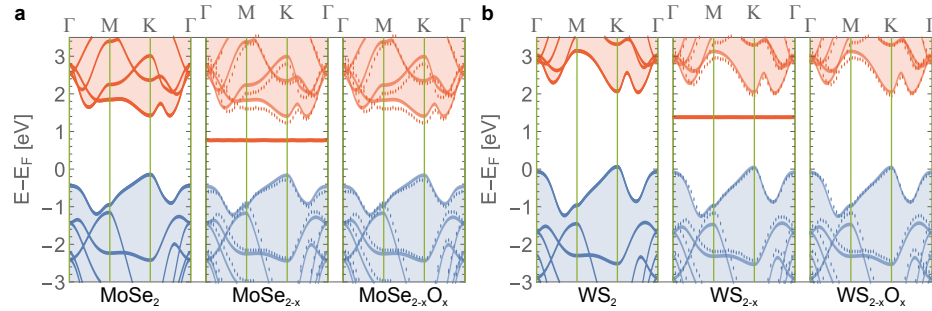 a
Γ M K Γ M K Γ M K Γ
E−E_F [eV]
3
2
1
0
−1
−2
−3
MoSe₂
MoSe₂₋ₓ
MoSe₂₋ₓOₓ
b
Γ M K Γ M K Γ M K Γ
E−E_F [eV]
3
2
1
0
−1
−2
−3
WS₂
WS₂₋ₓ
WS₂₋ₓOₓ